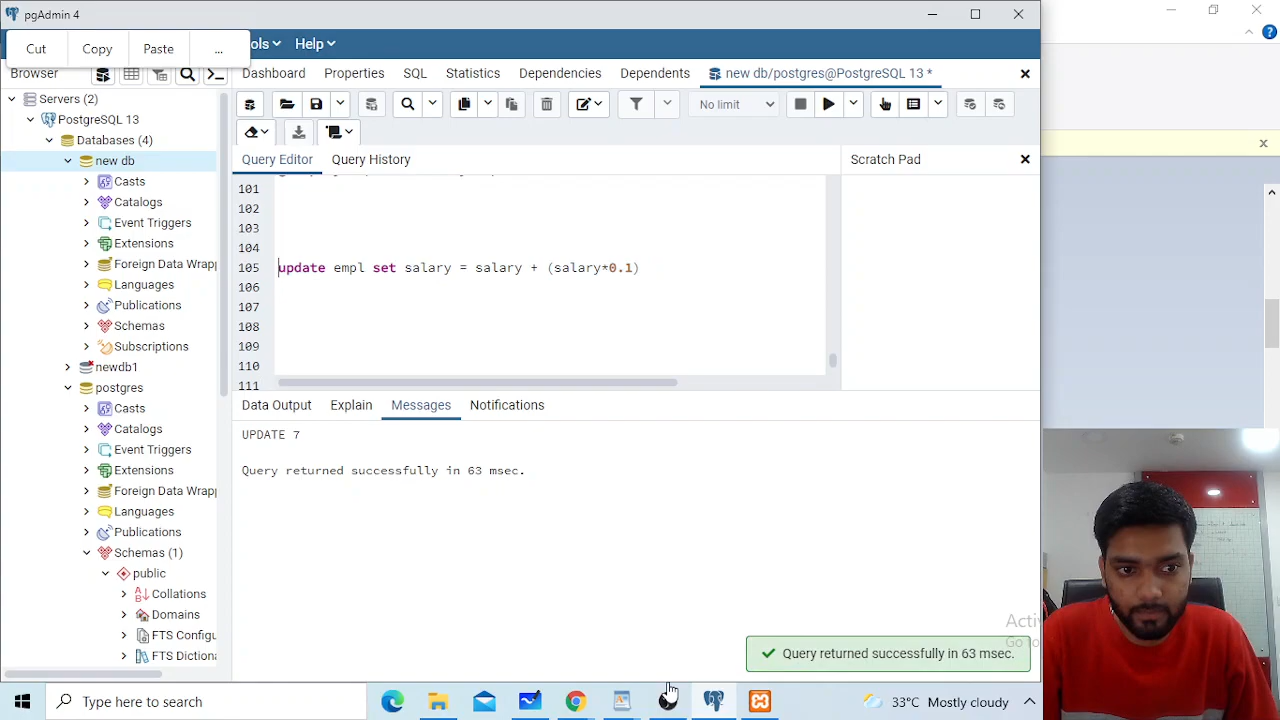 pgAdmin 4
Cut Copy Paste ...
ools Help
Browser
Dashboard Properties SQL Statistics Dependencies Dependents new db/postgres@PostgreSQL 13 *
No limit
Query Editor Query History
Scratch Pad
Servers (2)
PostgreSQL 13
Databases (4)
new db
Casts
Catalogs
Event Triggers
Extensions
Foreign Data Wrap
Languages
Publications
Schemas
Subscriptions
newdb1
postgres
Casts
Catalogs
Event Triggers
Extensions
Foreign Data Wrap
Languages
Publications
Schemas (1)
public
Collations
Domains
FTS Configu
FTS Dictiona
101
102
103
104
105 update empl set salary = salary + (salary*0.1)
106
107
108
109
110
111
Data Output Explain Messages Notifications
UPDATE 7
Query returned successfully in 63 msec.
Activ
Go to
Query returned successfully in 63 msec.
Type here to search
33°C Mostly cloudy